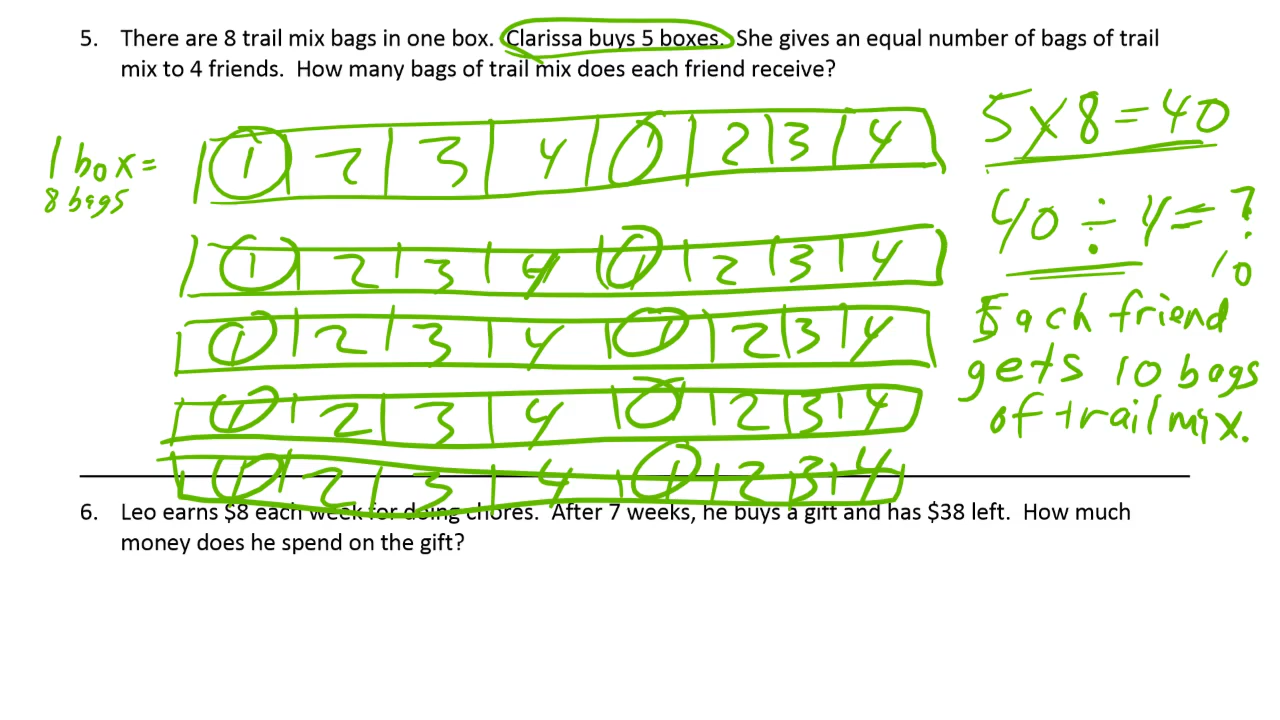 5. There are 8 trail mix bags in one box. Clarissa buys 5 boxes. She gives an equal number of bags of trail
mix to 4 friends. How many bags of trail mix does each friend receive?
1 box =
8 bags
1 2 3 4 1 2 3 4
1 2 3 4 1 2 3 4
1 2 3 4 1 2 3 4
1 2 3 4 1 2 3 4
1 2 3 4 1 2 3 4
5 x 8 = 40
40 ÷ 4 = ?
10
Each friend
gets 10 bags
of trail mix.
6. Leo earns $8 each week for doing chores. After 7 weeks, he buys a gift and has $38 left. How much
money does he spend on the gift?